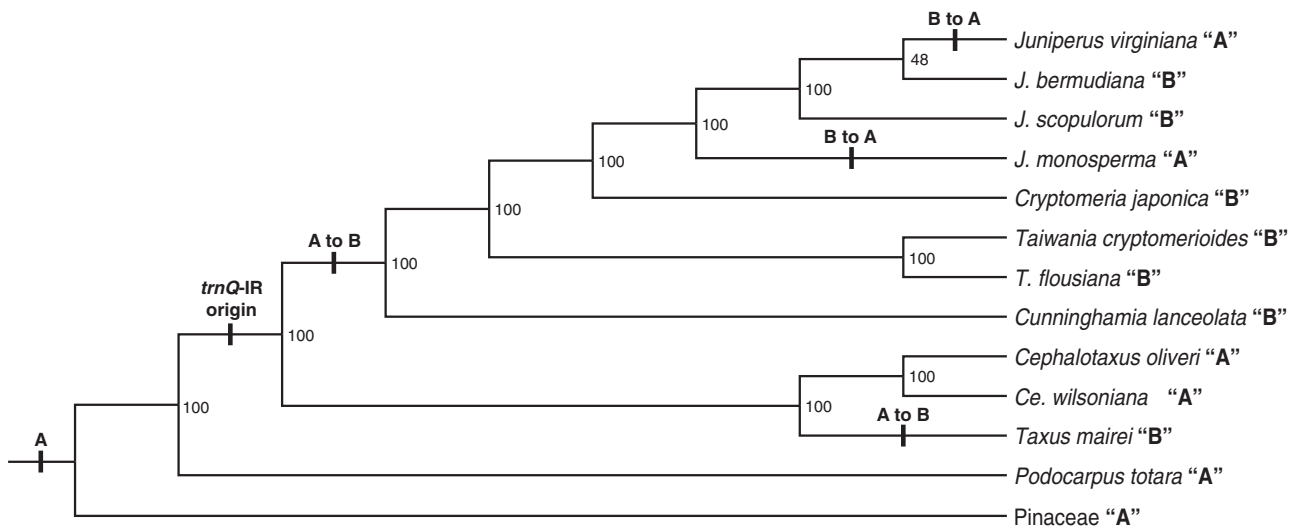 B to A
Juniperus virginiana “A”
48
J. bermudiana “B”
100
J. scopulorum “B”
100
B to A
J. monosperma “A”
100
Cryptomeria japonica “B”
100
Taiwania cryptomerioides “B”
A to B
100
100
T. flousiana “B”
trnQ-IR
origin
Cunninghamia lanceolata “B”
100
Cephalotaxus oliveri “A”
100
Ce. wilsoniana “A”
100
100
A to B
Taxus mairei “B”
A
Podocarpus totara “A”
Pinaceae “A”